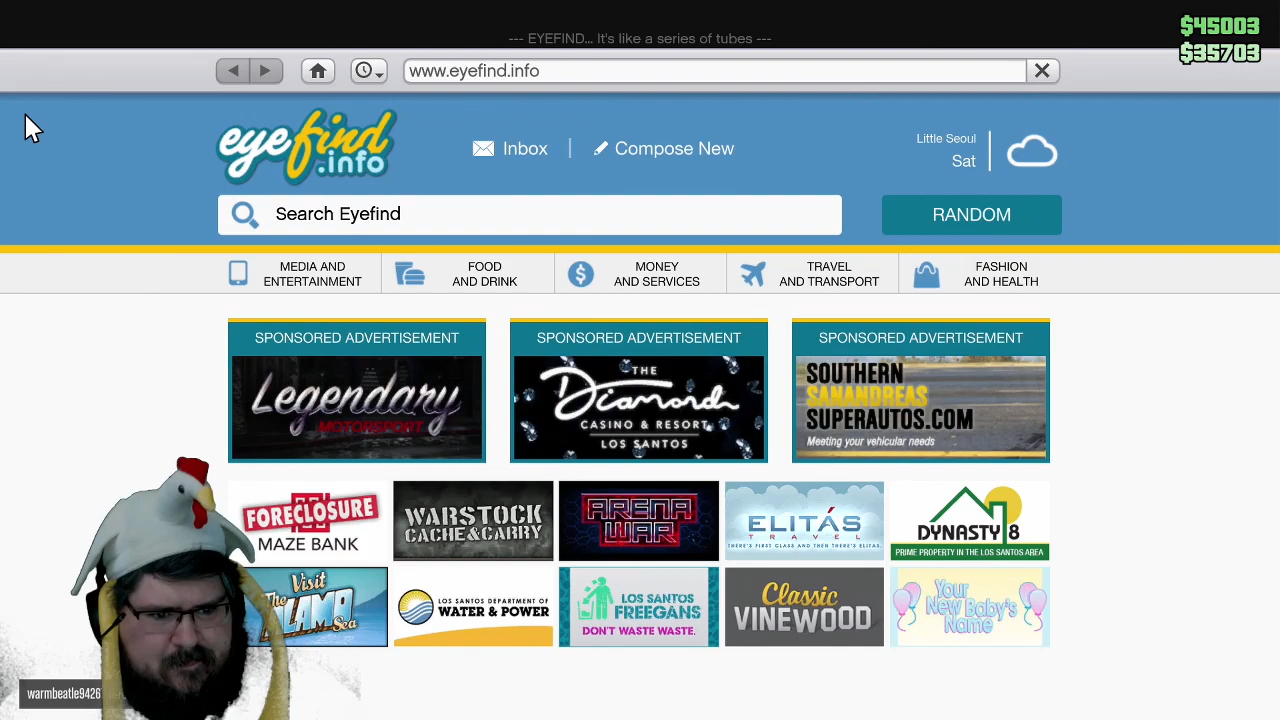 $45003
--- EYEFIND... It's like a series of tubes ---
$35703
www.eyefind.info
eyefind
.info
Inbox
Compose New
Little Seoul
Sat
Search Eyefind
RANDOM
MEDIA AND
ENTERTAINMENT
FOOD
AND DRINK
MONEY
AND SERVICES
TRAVEL
AND TRANSPORT
FASHION
AND HEALTH
SPONSORED ADVERTISEMENT
Legendary
MOTORSPORT
SPONSORED ADVERTISEMENT
THE
Diamond
CASINO & RESORT
LOS SANTOS
SPONSORED ADVERTISEMENT
SOUTHERN
SANANDREAS
SUPERAUTOS.COM
Meeting your vehicular needs
FORECLOSURE
MAZE BANK
WARSTOCK
CACHE&CARRY
ARENA
WAR
ELITÁS
TRAVEL
THERE'S FIRST CLASS AND THEN THERE'S ELITAS.
DYNASTY 8
PRIME PROPERTY IN THE LOS SANTOS AREA
Visit
The
Sea
LOS SANTOS DEPARTMENT OF
WATER & POWER
LOS SANTOS
FREEGANS
DON'T WASTE WASTE.
Classic
VINEWOOD
Your
New Baby's
Name
warmbeatle9426